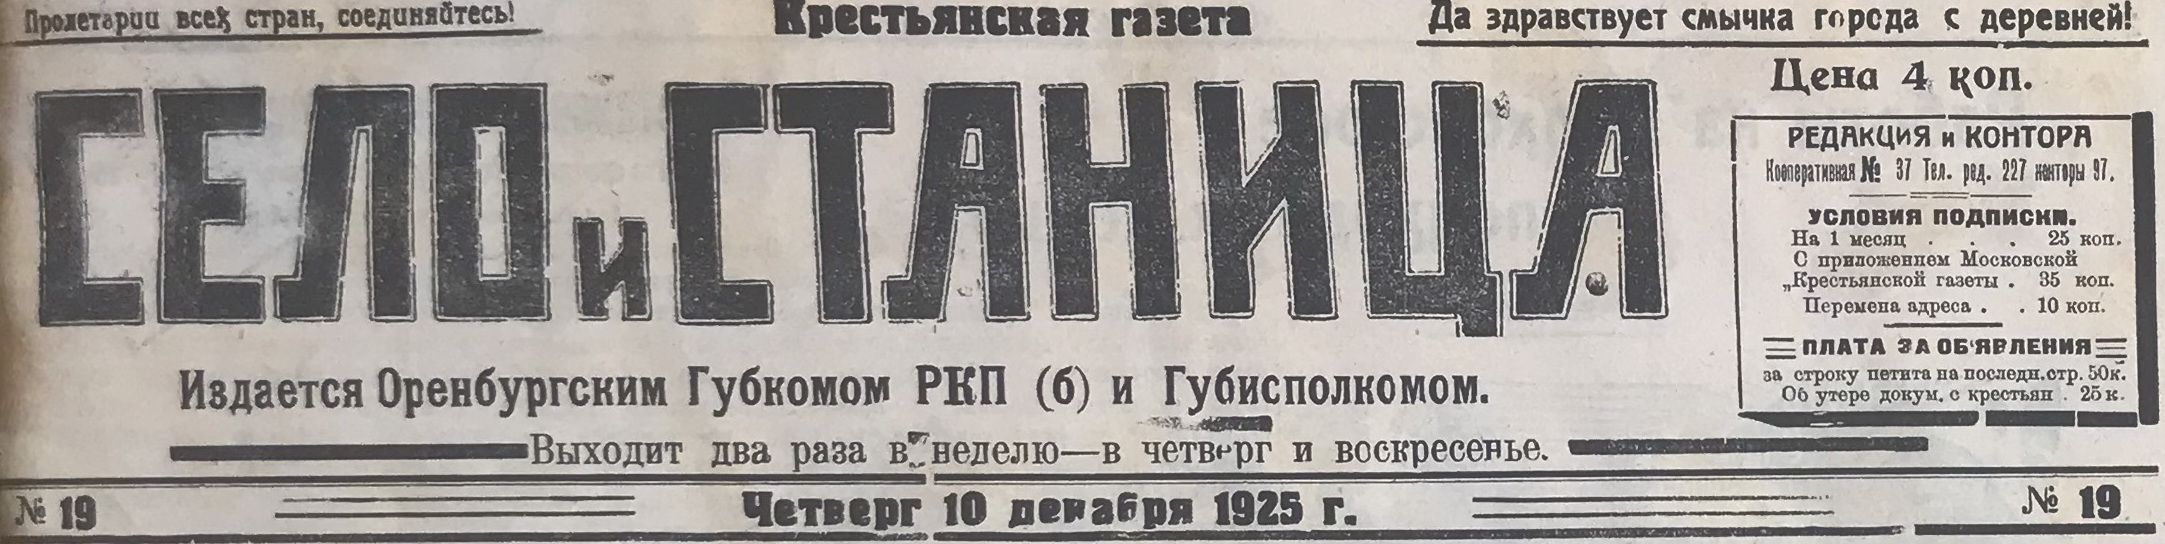 Пролетарии всех стран, соединяйтесь!
Крестьянская газета
Да здравствует смычка города с деревней!
СЕЛО и СТАНИЦА
Цена 4 коп.
РЕДАКЦИЯ и КОНТОРА
Кооперативная № 37 Тел. ред. 227 конторы 97.
УСЛОВИЯ ПОДПИСКИ.
На 1 месяц . . . 25 коп.
С приложением Московской
„Крестьянской газеты . 35 коп.
Перемена адреса . . 10 коп.
ПЛАТА ЗА ОБ'ЯВЛЕНИЯ
за строку петита на последн. стр. 50к.
Об утере докум. с крестьян . 25 к.
Издается Оренбургским Губкомом РКП (б) и Губисполкомом.
Выходит два раза в неделю—в четверг и воскресенье.
№ 19
Четверг 10 декабря 1925 г.
№ 19